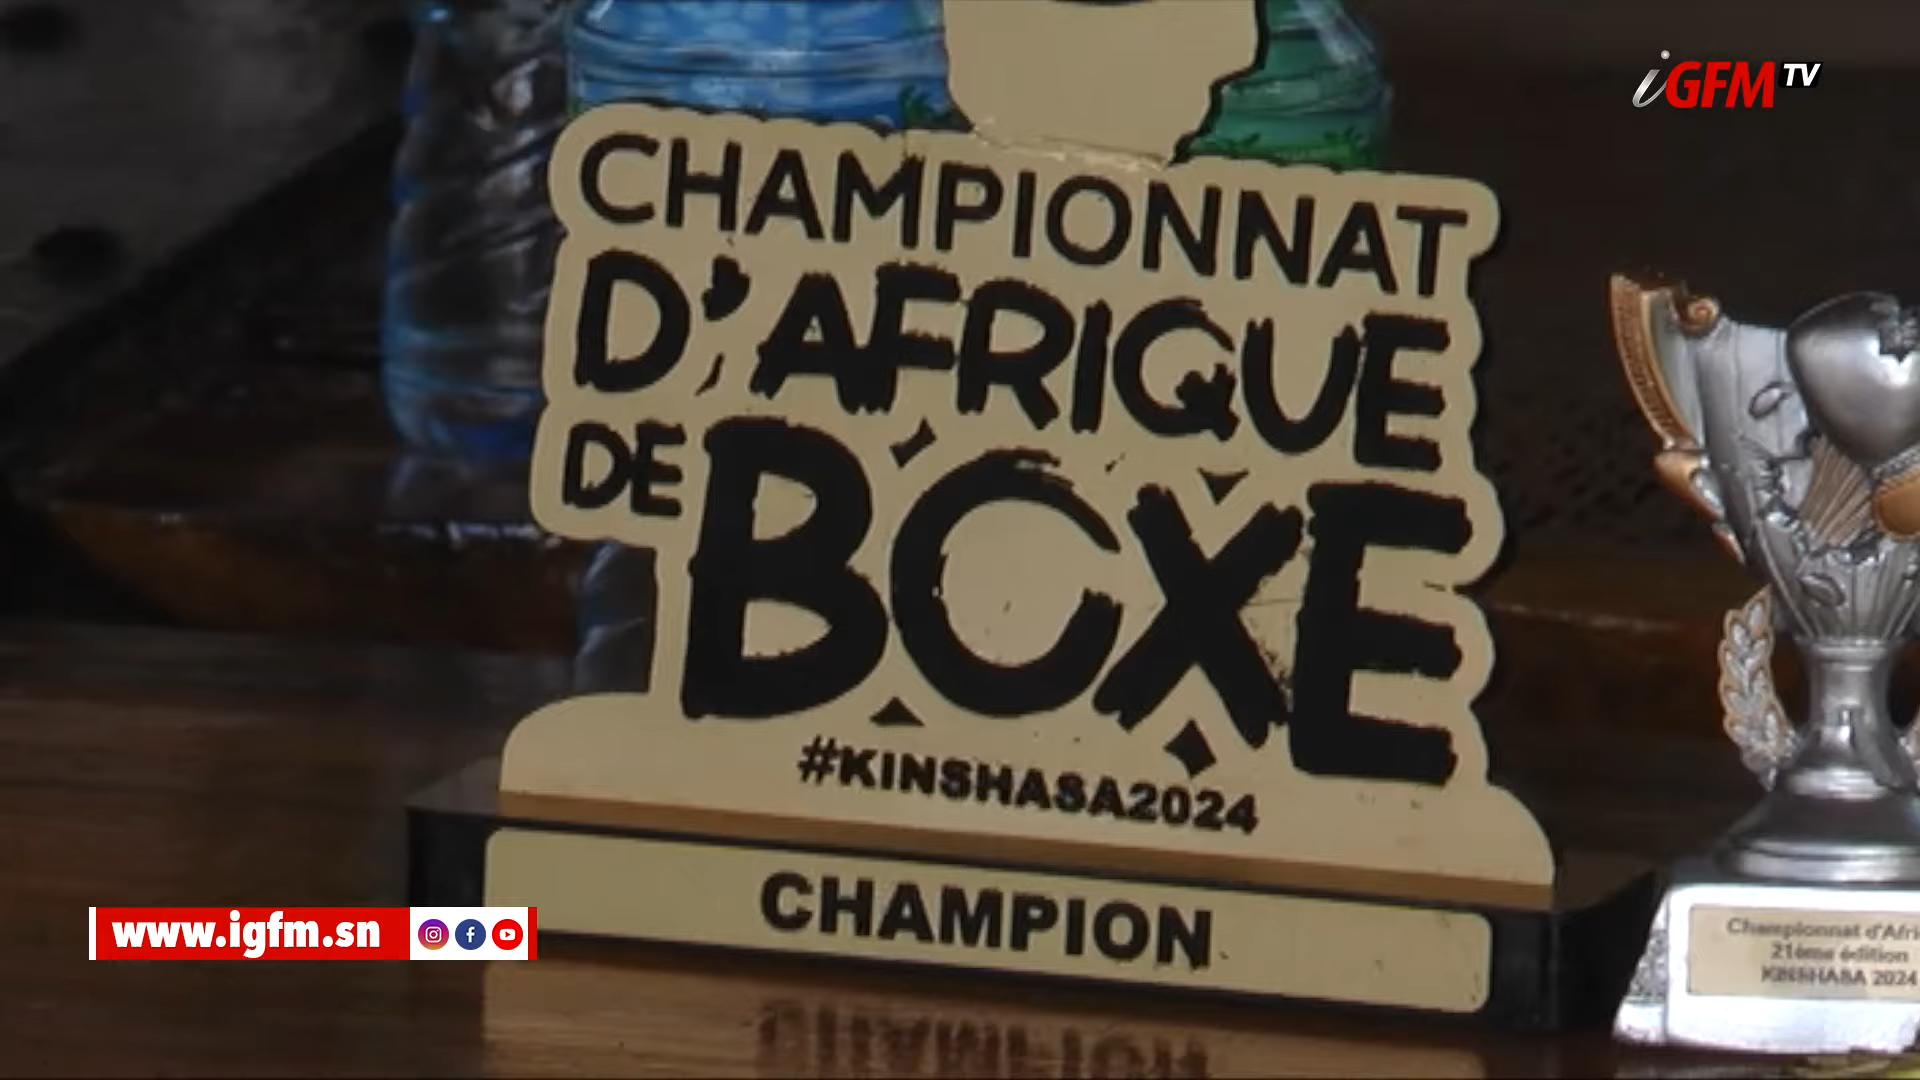 iGFM TV
CHAMPIONNAT
D'AFRIQUE
DE BOXE
#KINSHASA2024
CHAMPION
Championnat d'Afri
21ème édition
KINSHASA 2024
www.igfm.sn